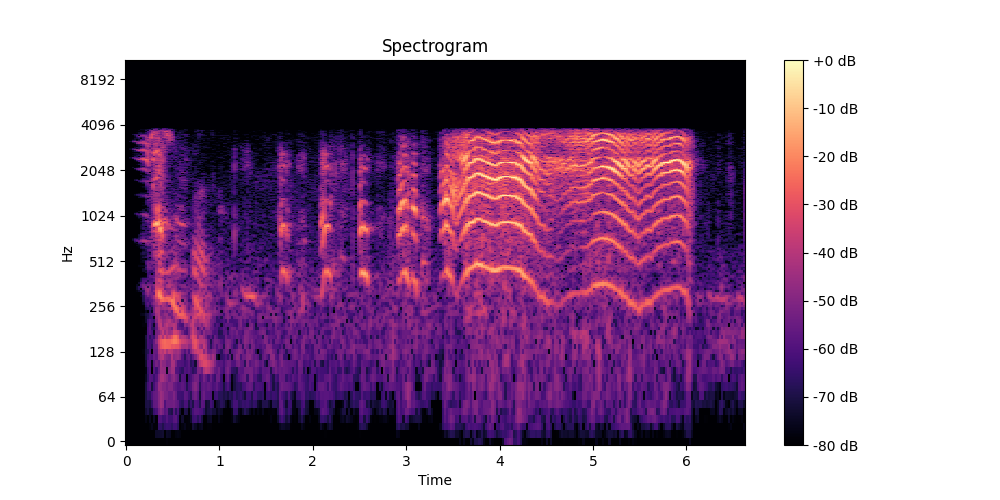 Spectrogram
Hz
8192
4096
2048
1024
512
256
128
64
0
0 1 2 3 4 5 6
Time
+0 dB
-10 dB
-20 dB
-30 dB
-40 dB
-50 dB
-60 dB
-70 dB
-80 dB